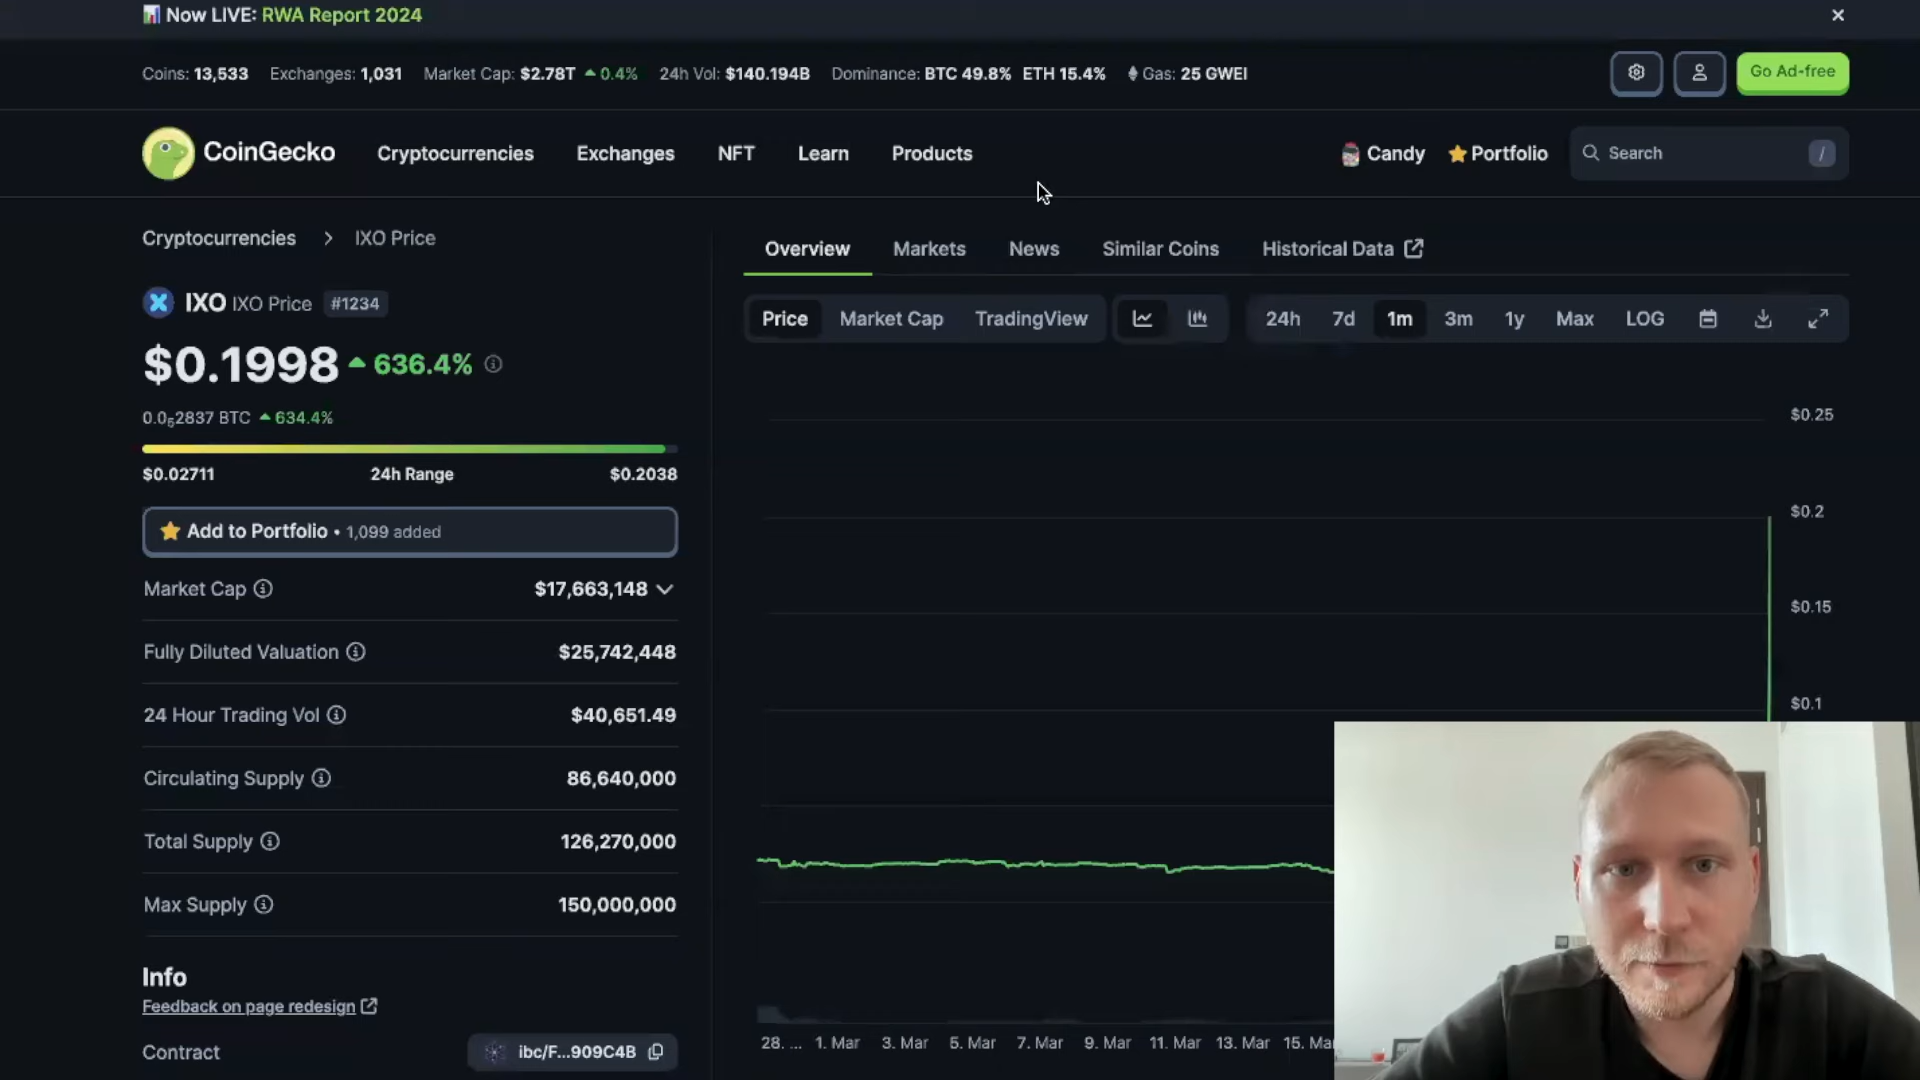 Now LIVE: RWA Report 2024
Coins: 13,533 Exchanges: 1,031 Market Cap: $2.78T 0.4% 24h Vol: $140.194B Dominance: BTC 49.8% ETH 15.4% Gas: 25 GWEI
Go Ad-free
CoinGecko Cryptocurrencies Exchanges NFT Learn Products Candy Portfolio Search /
Cryptocurrencies > IXO Price
IXO IXO Price #1234
$0.1998 636.4%
0.0₅2837 BTC 634.4%
$0.02711 24h Range $0.2038
Add to Portfolio • 1,099 added
Market Cap $17,663,148
Fully Diluted Valuation $25,742,448
24 Hour Trading Vol $40,651.49
Circulating Supply 86,640,000
Total Supply 126,270,000
Max Supply 150,000,000
Info
Feedback on page redesign
Contract ibc/F...909C4B
Overview Markets News Similar Coins Historical Data
Price Market Cap TradingView 24h 7d 1m 3m 1y Max LOG
$0.25
$0.2
$0.15
$0.1
28. ... 1. Mar 3. Mar 5. Mar 7. Mar 9. Mar 11. Mar 13. Mar 15. Ma